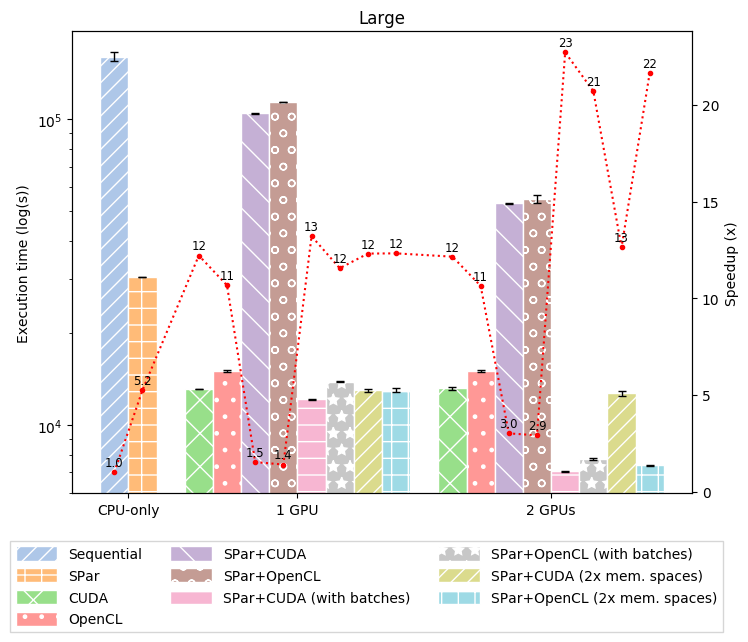 Large
Execution time (log(s))
10^5
10^4
Speedup (x)
20
15
10
5
0
1.0
5.2
12
11
1.5
1.4
13
12
12
12
12
11
3.0
2.9
23
21
13
22
CPU-only
1 GPU
2 GPUs
Sequential
SPar
CUDA
OpenCL
SPar+CUDA
SPar+OpenCL
SPar+CUDA (with batches)
SPar+OpenCL (with batches)
SPar+CUDA (2x mem. spaces)
SPar+OpenCL (2x mem. spaces)